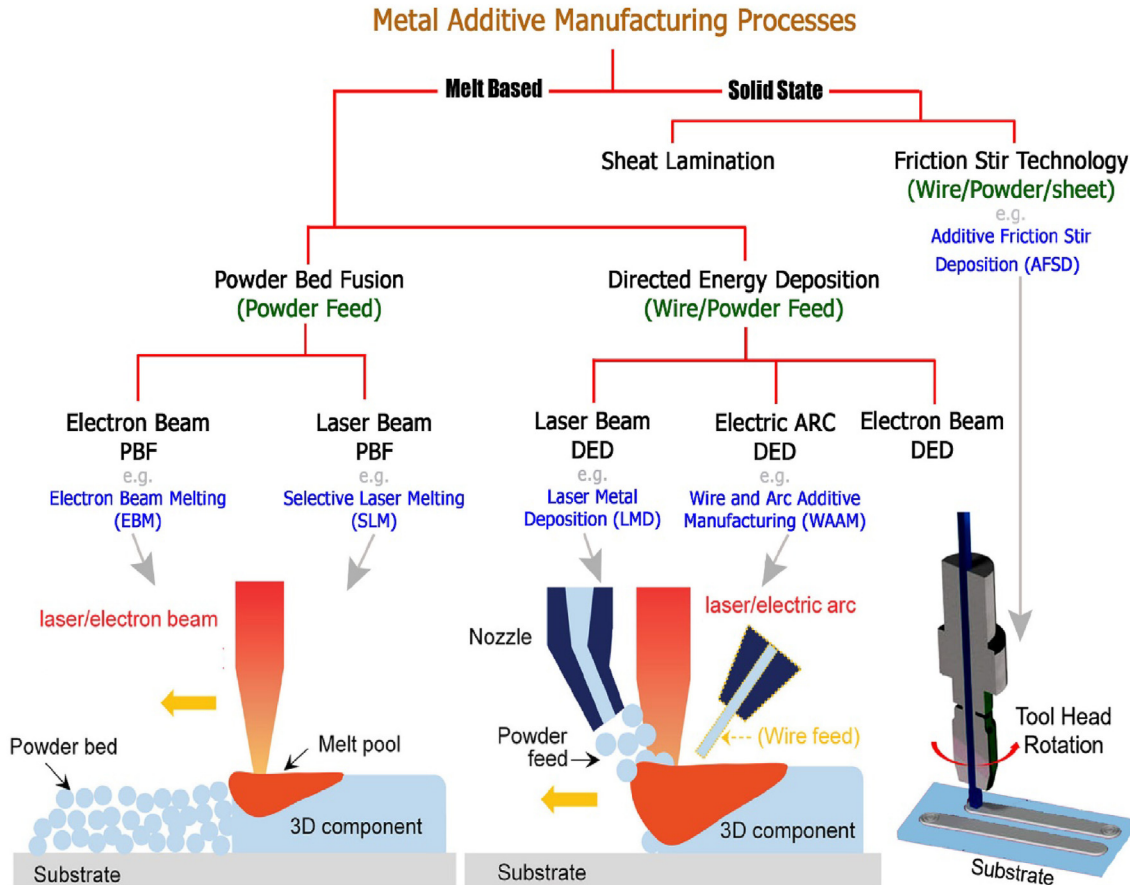 Metal Additive Manufacturing Processes
Melt Based
Solid State
Sheat Lamination
Friction Stir Technology
(Wire/Powder/sheet)
e.g.
Additive Friction Stir
Deposition (AFSD)
Powder Bed Fusion
(Powder Feed)
Directed Energy Deposition
(Wire/Powder Feed)
Electron Beam
PBF
e.g.
Electron Beam Melting
(EBM)
Laser Beam
PBF
e.g.
Selective Laser Melting
(SLM)
Laser Beam
DED
e.g.
Laser Metal
Deposition (LMD)
Electric ARC
DED
e.g.
Wire and Arc Additive
Manufacturing (WAAM)
Electron Beam
DED
laser/electron beam
Powder bed
Melt pool
3D component
Substrate
Nozzle
laser/electric arc
Powder
feed
(Wire feed)
3D component
Substrate
Tool Head
Rotation
Substrate